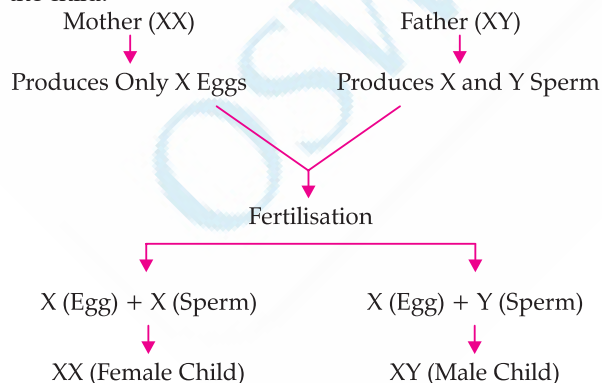 Mother (XX) Father (XY)
Produces Only X Eggs Produces X and Y Sperm
Fertilisation
X (Egg) + X (Sperm) X (Egg) + Y (Sperm)
XX (Female Child) XY (Male Child)